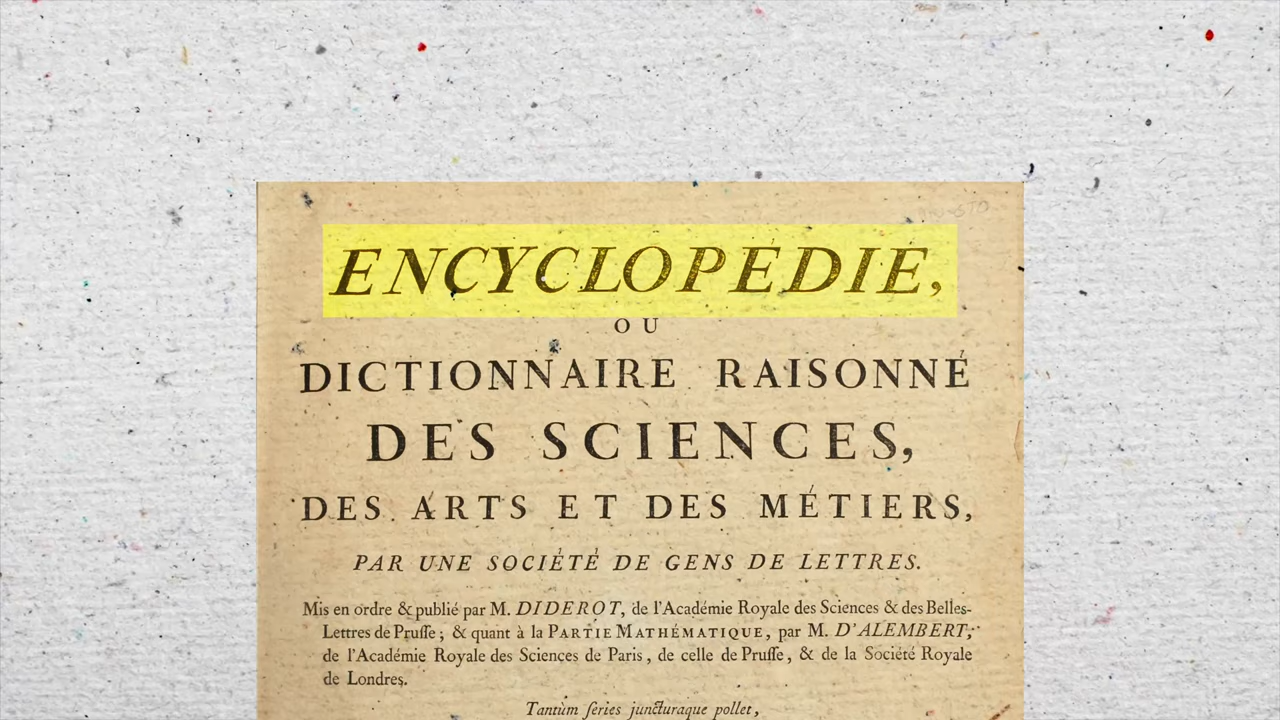 ENCYCLOPEDIE,
OU
DICTIONNAIRE RAISONNÉ
DES SCIENCES,
DES ARTS ET DES MÉTIERS,
PAR UNE SOCIÉTÉ DE GENS DE LETTRES.
Mis en ordre & publié par M. DIDEROT, de l'Académie Royale des Sciences & des Belles-
Lettres de Pruſſe ; & quant à la PARTIE MATHÉMATIQUE, par M. D'ALEMBERT,
de l'Académie Royale des Sciences de Paris, de celle de Pruſſe, & de la Société Royale
de Londres.
Tantùm ſeries juncturaque pollet,